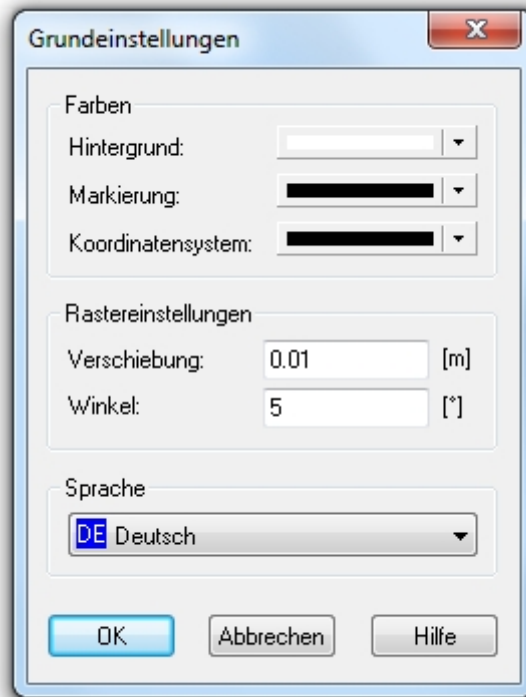 Grundeinstellungen
Farben
Hintergrund:
Markierung:
Koordinatensystem:
Rastereinstellungen
Verschiebung: 0.01 [m]
Winkel: 5 [°]
Sprache
DE Deutsch
OK Abbrechen Hilfe